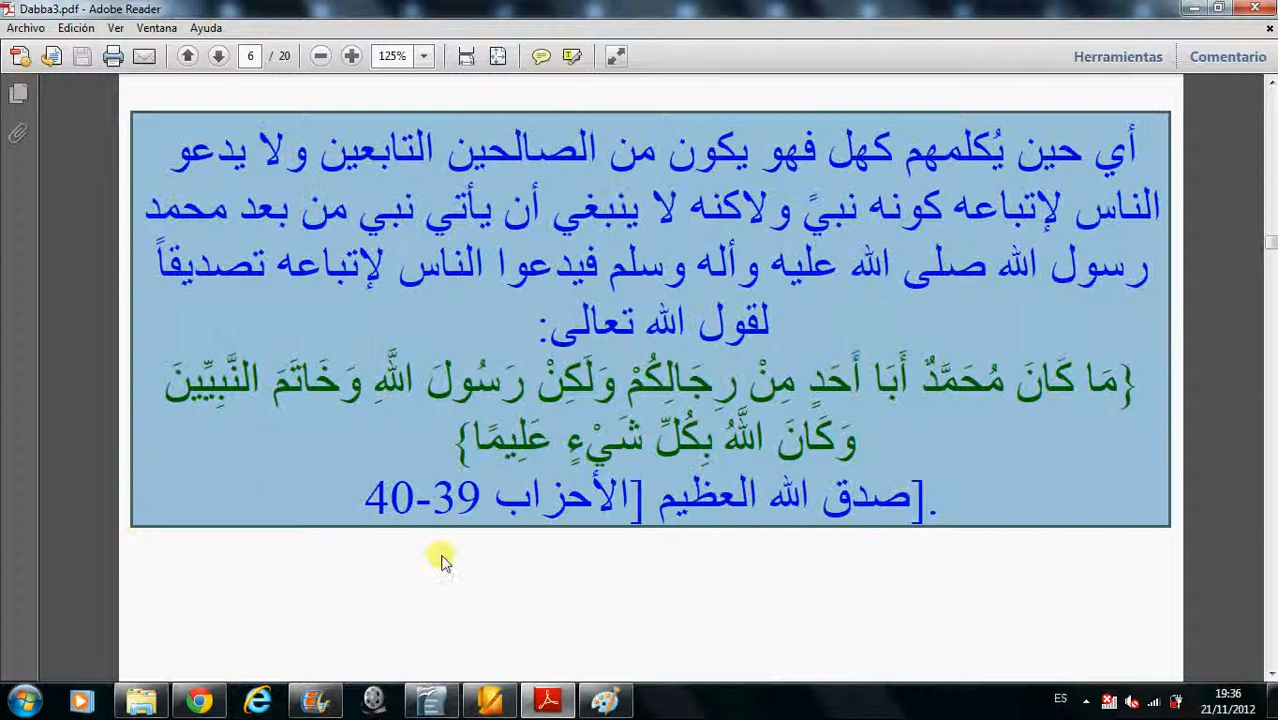 Dabba3.pdf - Adobe Reader
Archivo Edición Ver Ventana Ayuda
6 / 20 125% Herramientas Comentario
أي حين يُكلمهم كهل فهو يكون من الصالحين التابعين ولا يدعو
الناس لإتباعه كونه نبيً ولاكنه لا ينبغي أن يأتي نبي من بعد محمد
رسول الله صلى الله عليه وأله وسلم فيدعوا الناس لإتباعه تصديقاً
لقول الله تعالى:
{مَا كَانَ مُحَمَّدٌ أَبَا أَحَدٍ مِنْ رِجَالِكُمْ وَلَكِنْ رَسُولَ اللَّهِ وَخَاتَمَ النَّبِيِّينَ
وَكَانَ اللَّهُ بِكُلِّ شَيْءٍ عَلِيمًا}
.[صدق الله العظيم [الأحزاب 39-40
ES
19:36
21/11/2012